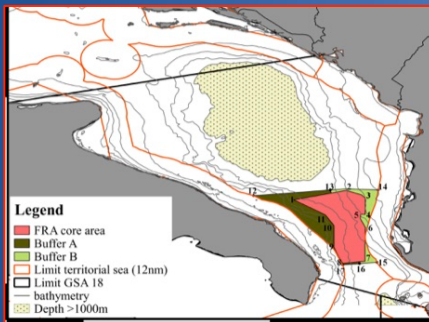 12
13
2
14
3
1
5
4
11
10
6
9
7
8
15
17
16
Legend
FRA core area
Buffer A
Buffer B
Limit territorial sea (12nm)
Limit GSA 18
bathymetry
Depth >1000m